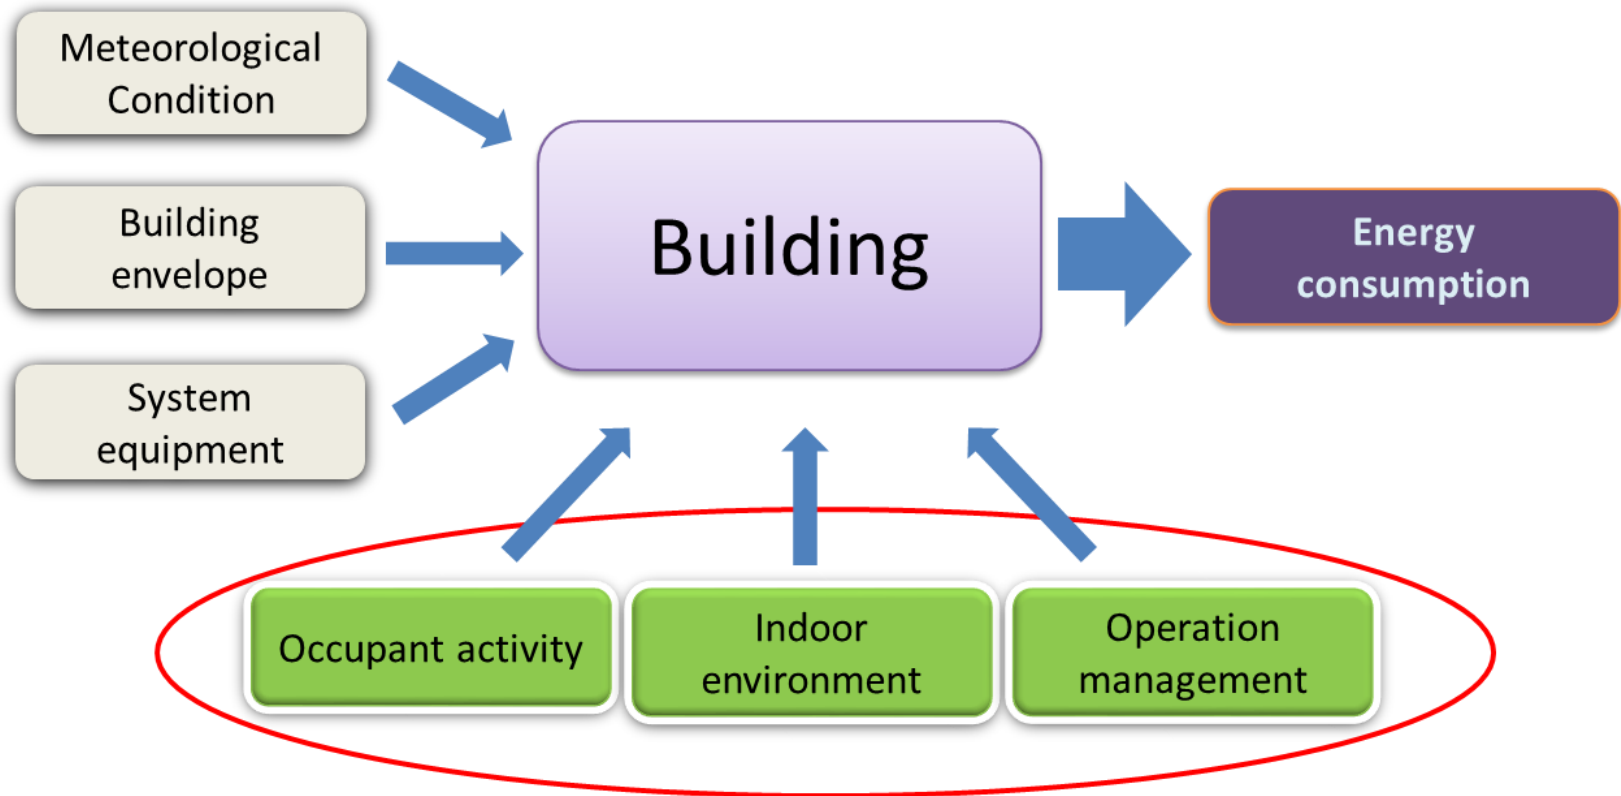 Meteorological
Condition
Building
envelope
System
equipment
Building
Energy
consumption
Occupant activity
Indoor
environment
Operation
management